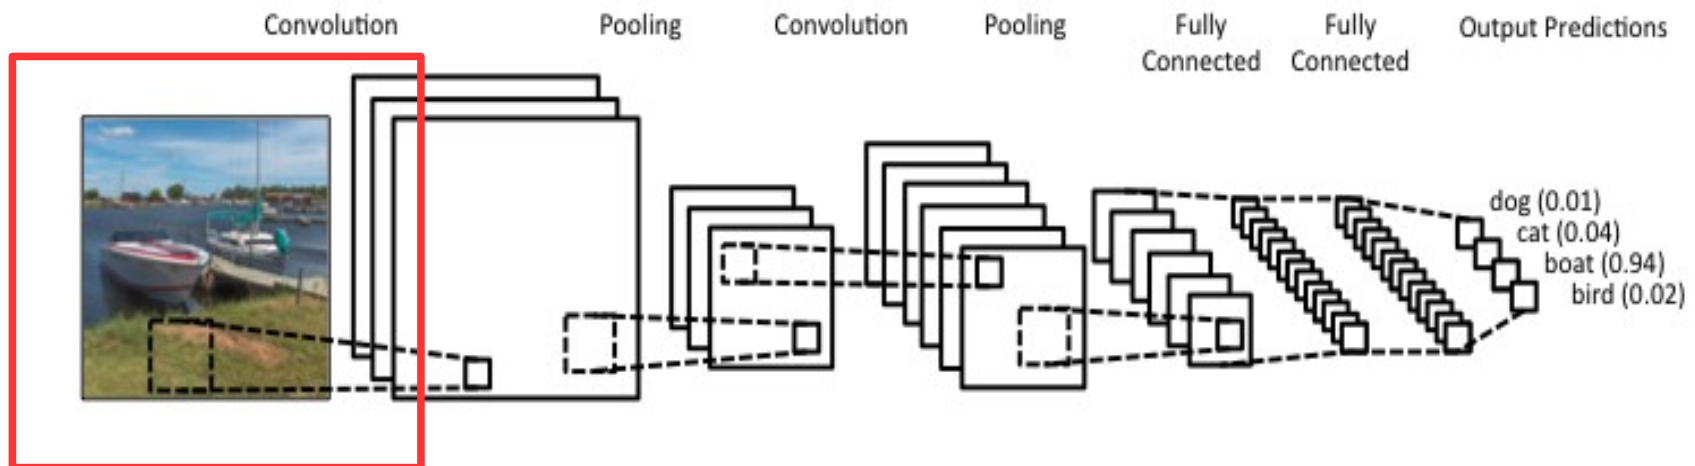 Convolution Pooling Convolution Pooling Fully Connected Fully Connected Output Predictions
dog (0.01)
cat (0.04)
boat (0.94)
bird (0.02)